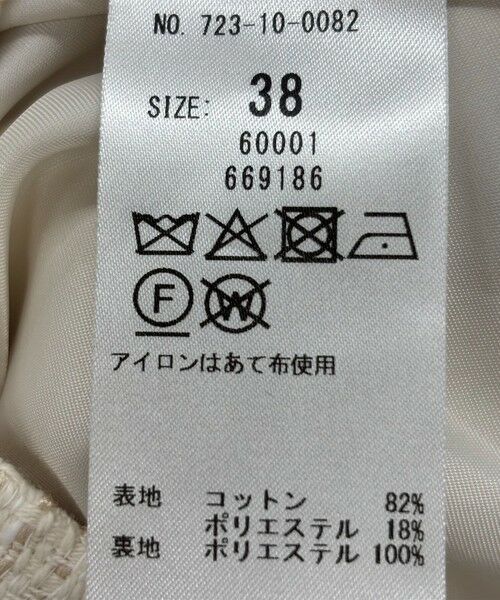 NO. 723-10-0082
SIZE: 38
60001
669186
F W
アイロンはあて布使用
表地 コットン 82%
ポリエステル 18%
裏地 ポリエステル 100%